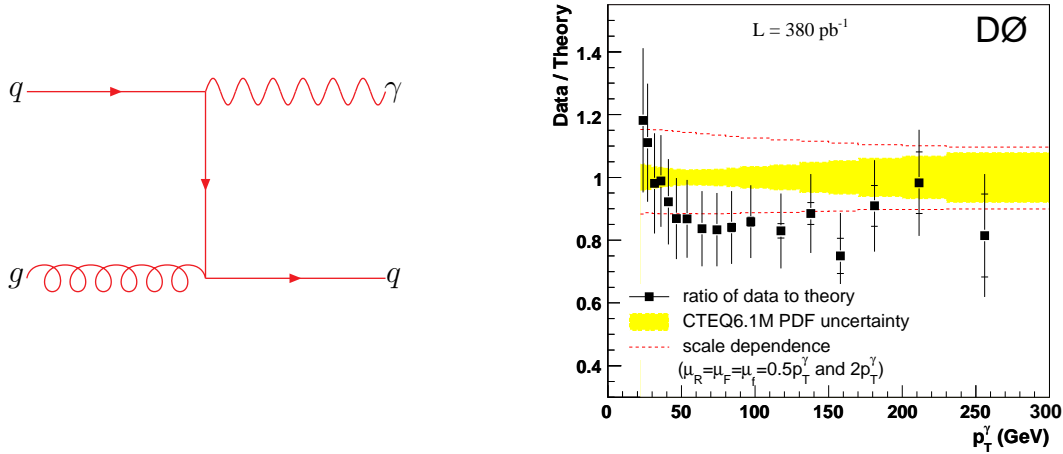 q
γ
g
q
L = 380 pb⁻¹
DØ
Data / Theory
1.4
1.2
1
0.8
0.6
0.4
ratio of data to theory
CTEQ6.1M PDF uncertainty
scale dependence
(μ_R=μ_F=μ_f=0.5p_T^γ and 2p_T^γ)
0 50 100 150 200 250 300
p_T^γ (GeV)